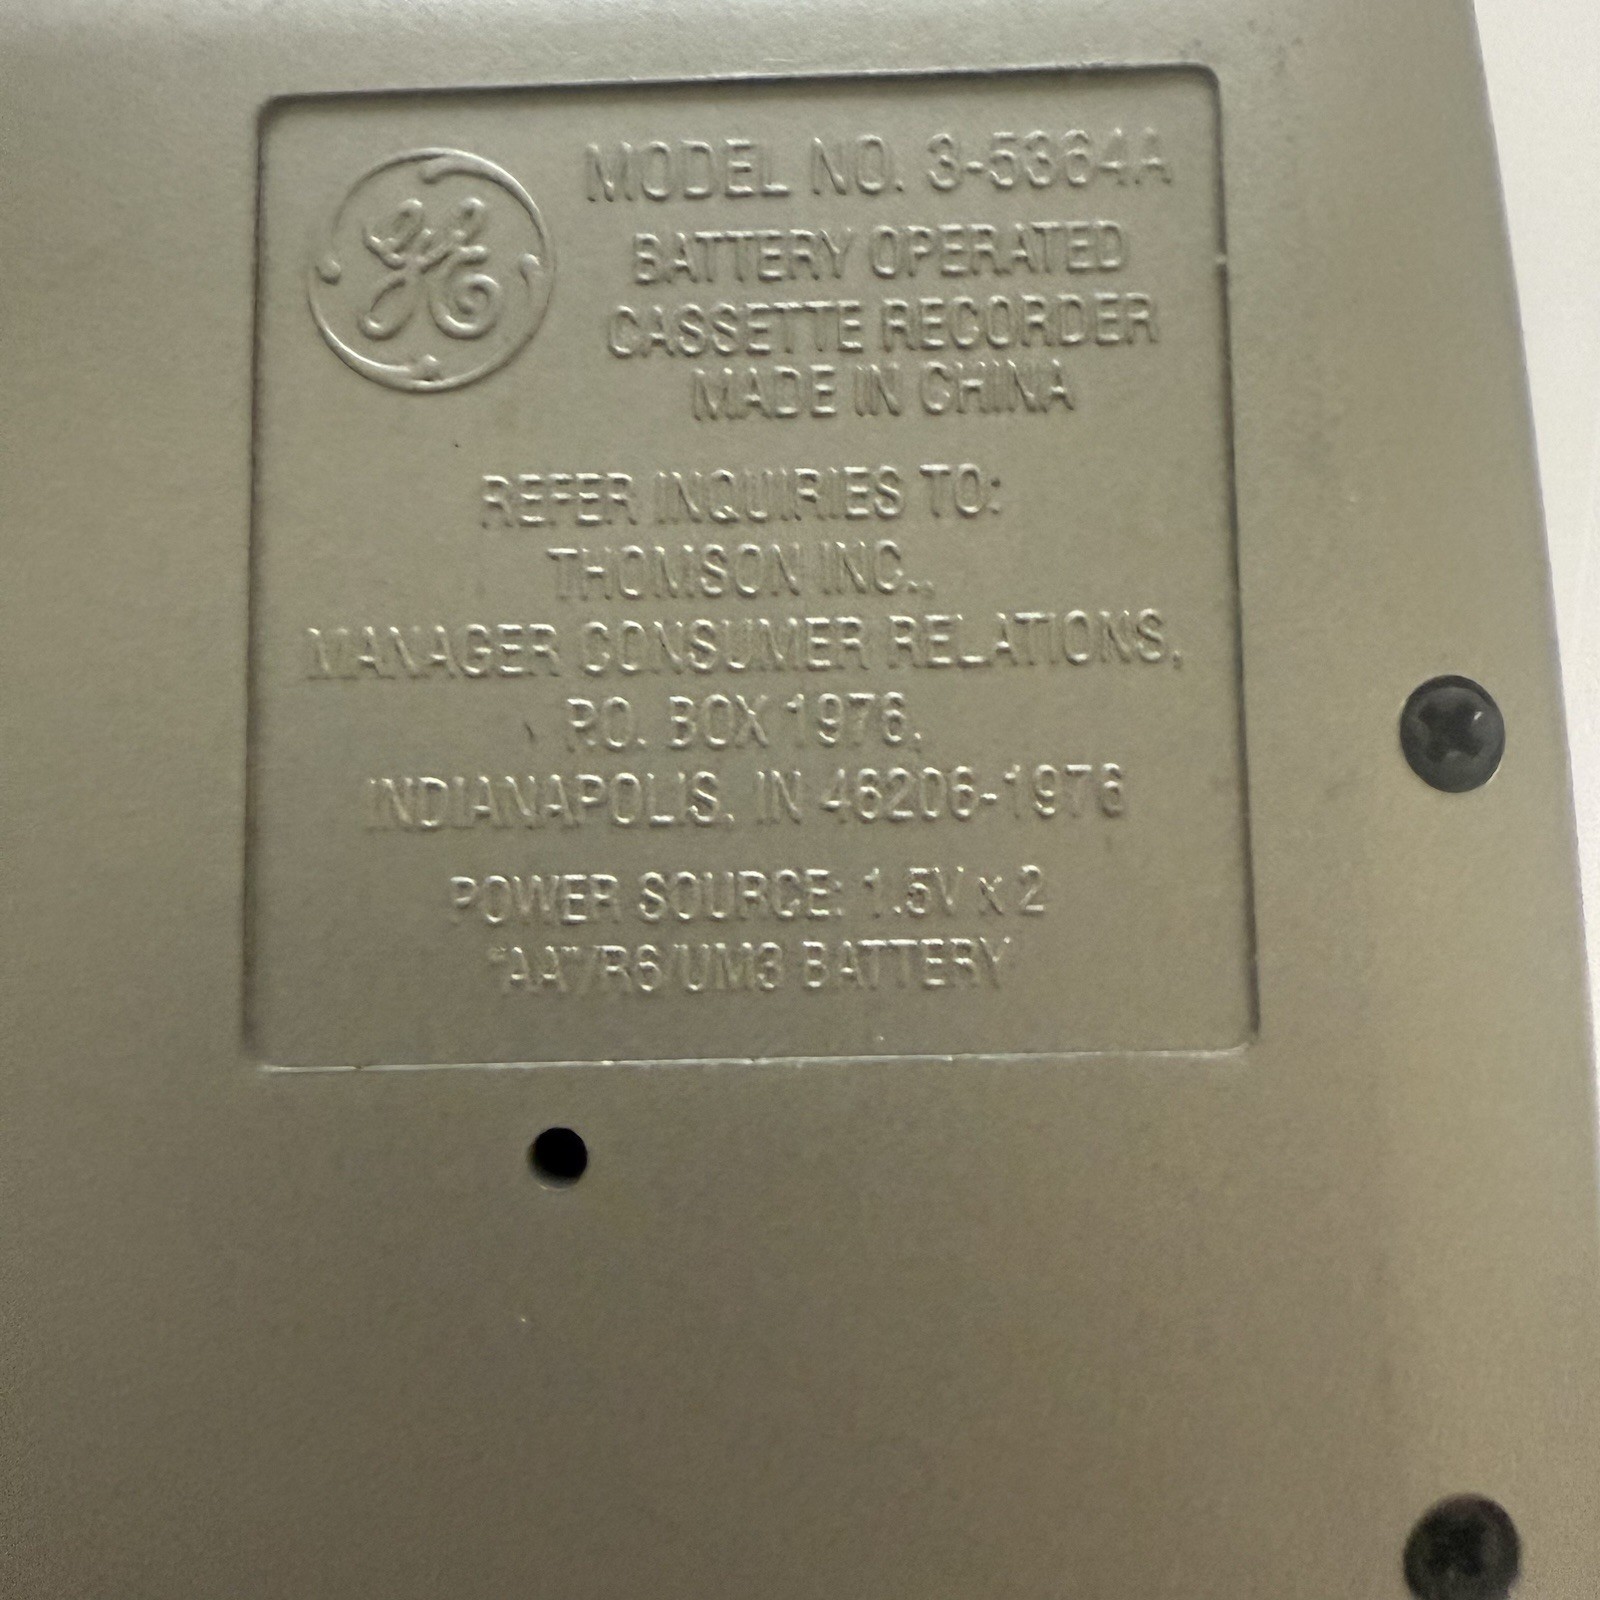 GE
MODEL NO. 3-5364A
BATTERY OPERATED
CASSETTE RECORDER
MADE IN CHINA
REFER INQUIRIES TO:
THOMSON INC.,
MANAGER CONSUMER RELATIONS,
P.O. BOX 1976,
INDIANAPOLIS, IN 46206-1976
POWER SOURCE: 1.5V x 2
"AA"/R6/UM3 BATTERY